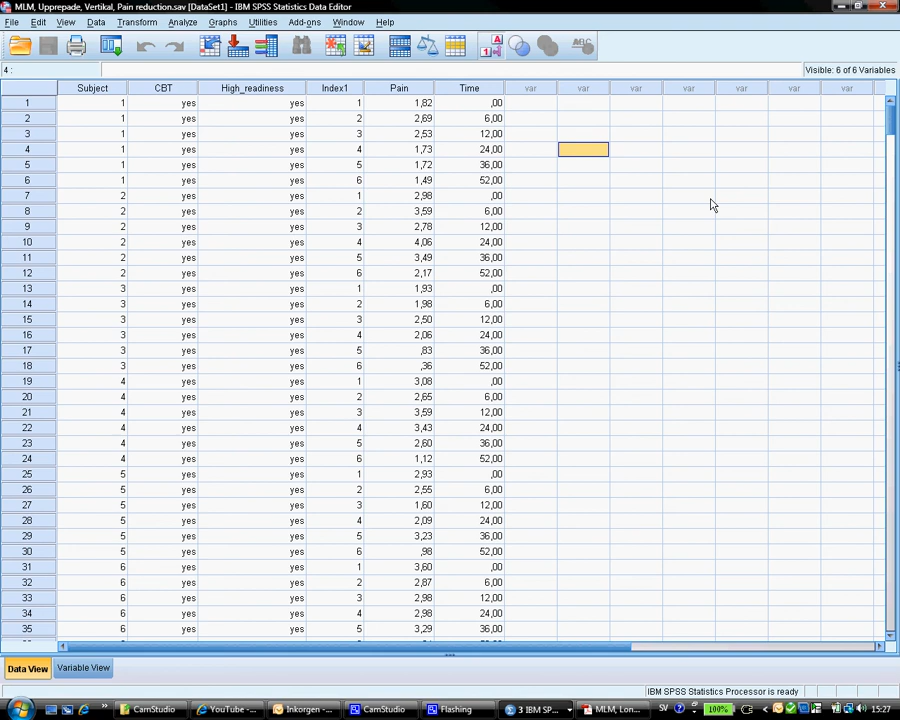 MLM, Upprepade, Vertikal, Pain reduction.sav [DataSet1] - IBM SPSS Statistics Data Editor
File Edit View Data Transform Analyze Graphs Utilities Add-ons Window Help
4 :
Visible: 6 of 6 Variables
Subject CBT High_readiness Index1 Pain Time var var var var var var var
1 1 yes yes 1 1,82 ,00
2 1 yes yes 2 2,69 6,00
3 1 yes yes 3 2,53 12,00
4 1 yes yes 4 1,73 24,00
5 1 yes yes 5 1,72 36,00
6 1 yes yes 6 1,49 52,00
7 2 yes yes 1 2,98 ,00
8 2 yes yes 2 3,59 6,00
9 2 yes yes 3 2,78 12,00
10 2 yes yes 4 4,06 24,00
11 2 yes yes 5 3,49 36,00
12 2 yes yes 6 2,17 52,00
13 3 yes yes 1 1,93 ,00
14 3 yes yes 2 1,98 6,00
15 3 yes yes 3 2,50 12,00
16 3 yes yes 4 2,06 24,00
17 3 yes yes 5 ,83 36,00
18 3 yes yes 6 ,36 52,00
19 4 yes yes 1 3,08 ,00
20 4 yes yes 2 2,65 6,00
21 4 yes yes 3 3,59 12,00
22 4 yes yes 4 3,43 24,00
23 4 yes yes 5 2,60 36,00
24 4 yes yes 6 1,12 52,00
25 5 yes yes 1 2,93 ,00
26 5 yes yes 2 2,55 6,00
27 5 yes yes 3 1,60 12,00
28 5 yes yes 4 2,09 24,00
29 5 yes yes 5 3,23 36,00
30 5 yes yes 6 ,98 52,00
31 6 yes yes 1 3,60 ,00
32 6 yes yes 2 2,87 6,00
33 6 yes yes 3 2,98 12,00
34 6 yes yes 4 2,98 24,00
35 6 yes yes 5 3,29 36,00
Data View Variable View
IBM SPSS Statistics Processor is ready
CamStudio YouTube -... Inkorgen -... CamStudio Flashing 3 IBM SP... MLM, Lon... SV 100% 15:27